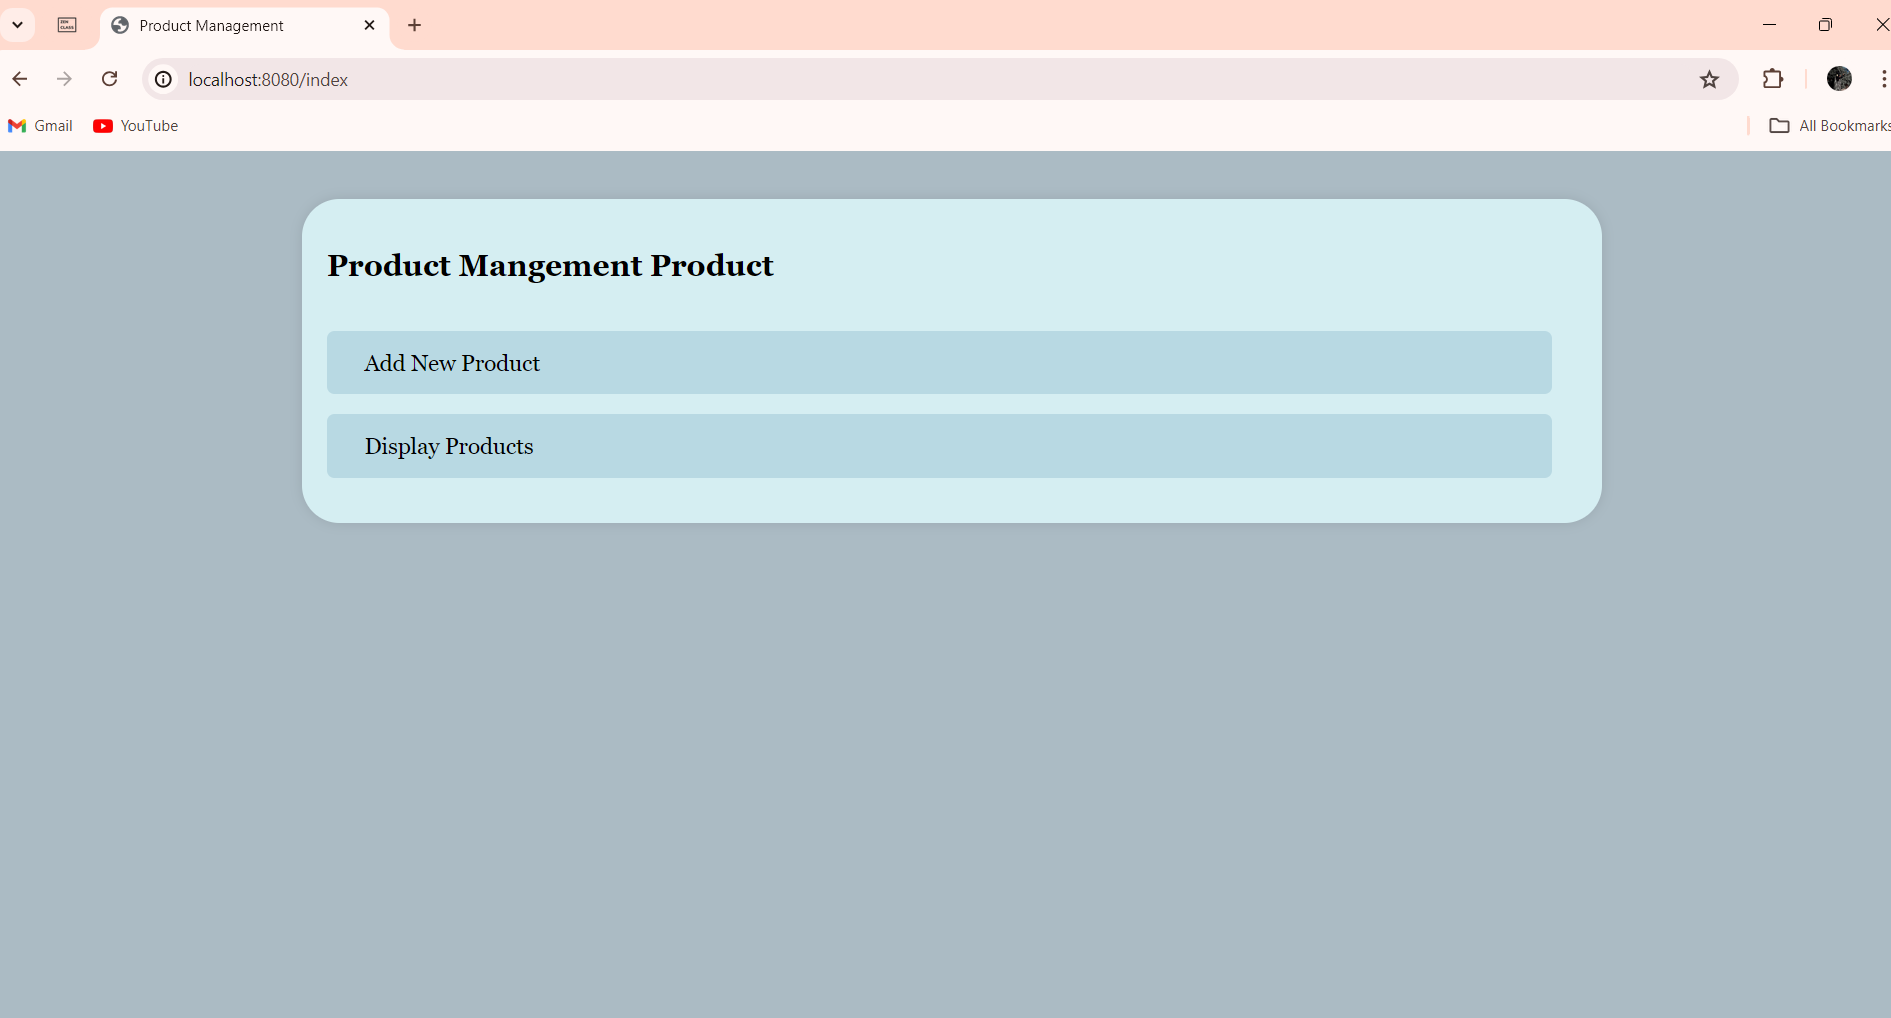 Product Management
localhost:8080/index
Gmail YouTube All Bookmarks
Product Mangement Product
Add New Product
Display Products